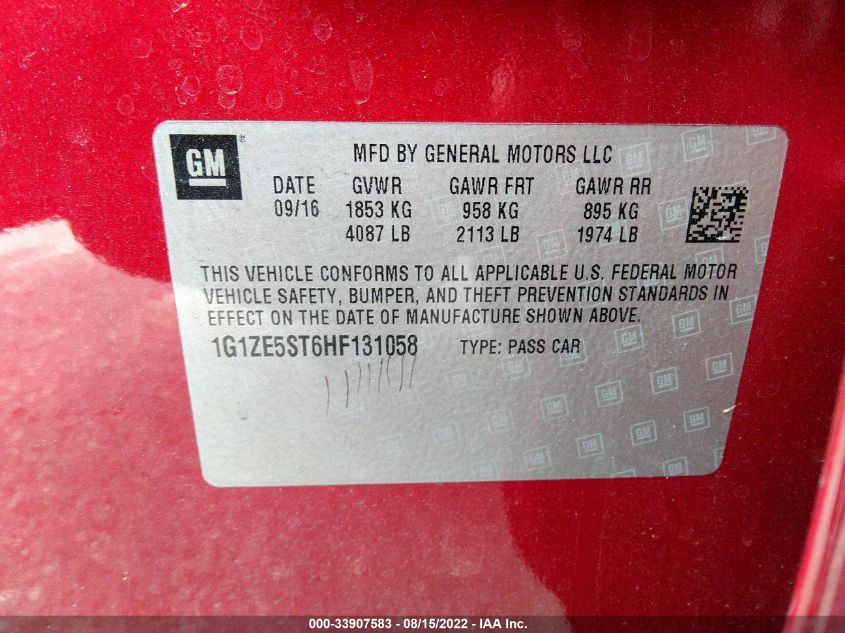 GM ® MFD BY GENERAL MOTORS LLC
DATE GVWR GAWR FRT GAWR RR
09/16 1853 KG 958 KG 895 KG
4087 LB 2113 LB 1974 LB
THIS VEHICLE CONFORMS TO ALL APPLICABLE U.S. FEDERAL MOTOR
VEHICLE SAFETY, BUMPER, AND THEFT PREVENTION STANDARDS IN
EFFECT ON THE DATE OF MANUFACTURE SHOWN ABOVE.
1G1ZE5ST6HF131058 TYPE: PASS CAR
000-33907583 - 08/15/2022 - IAA Inc.